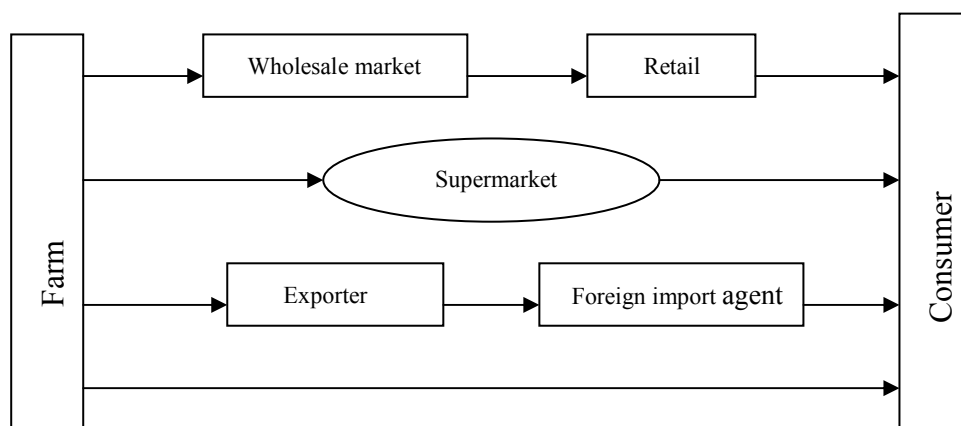 Wholesale market
Retail
Supermarket
Farm
Consumer
Exporter
Foreign import agent